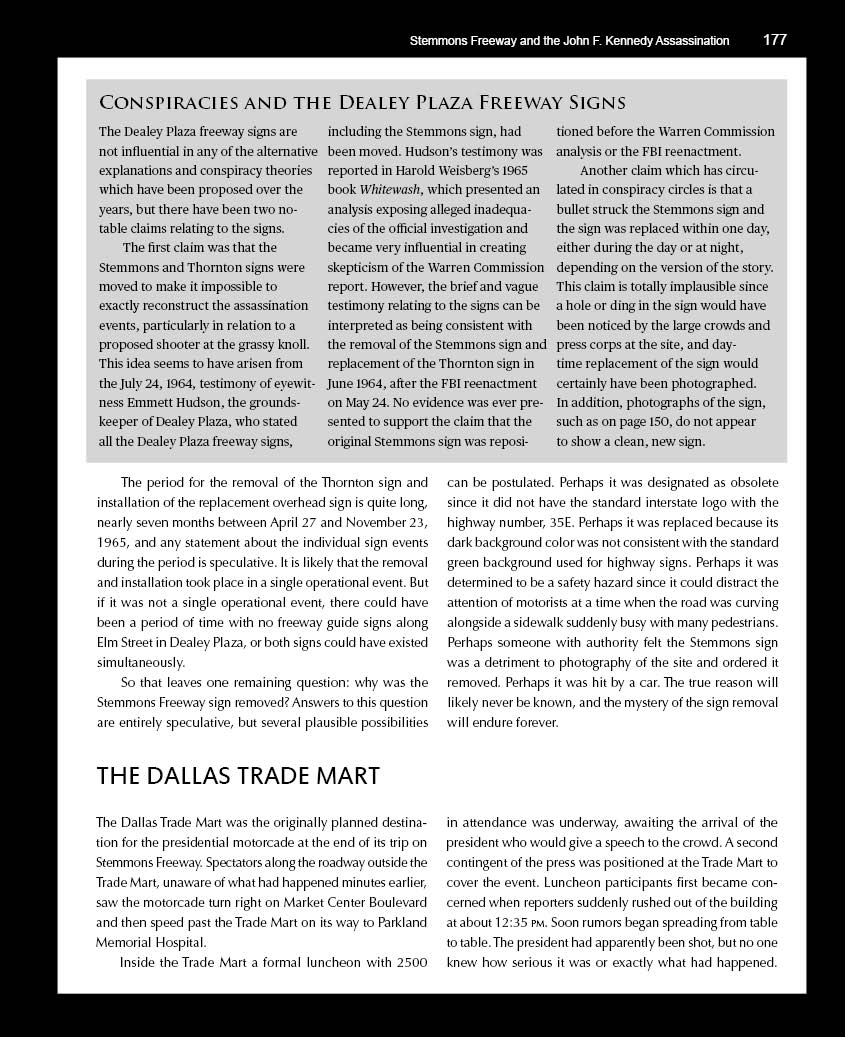 Stemmons Freeway and the John F. Kennedy Assassination 177
CONSPIRACIES AND THE DEALEY PLAZA FREEWAY SIGNS
The Dealey Plaza freeway signs are
not influential in any of the alternative
explanations and conspiracy theories
which have been proposed over the
years, but there have been two no-
table claims relating to the signs.
The first claim was that the
Stemmons and Thornton signs were
moved to make it impossible to
exactly reconstruct the assassination
events, particularly in relation to a
proposed shooter at the grassy knoll.
This idea seems to have arisen from
the July 24, 1964, testimony of eyewit-
ness Emmett Hudson, the grounds-
keeper of Dealey Plaza, who stated
all the Dealey Plaza freeway signs,
including the Stemmons sign, had
been moved. Hudson's testimony was
reported in Harold Weisberg's 1965
book Whitewash, which presented an
analysis exposing alleged inadequa-
cies of the official investigation and
became very influential in creating
skepticism of the Warren Commission
report. However, the brief and vague
testimony relating to the signs can be
interpreted as being consistent with
the removal of the Stemmons sign and
replacement of the Thornton sign in
June 1964, after the FBI reenactment
on May 24. No evidence was ever pre-
sented to support the claim that the
original Stemmons sign was reposi-
tioned before the Warren Commission
analysis or the FBI reenactment.
Another claim which has circu-
lated in conspiracy circles is that a
bullet struck the Stemmons sign and
the sign was replaced within one day,
either during the day or at night,
depending on the version of the story.
This claim is totally implausible since
a hole or ding in the sign would have
been noticed by the large crowds and
press corps at the site, and day-
time replacement of the sign would
certainly have been photographed.
In addition, photographs of the sign,
such as on page 150, do not appear
to show a clean, new sign.
The period for the removal of the Thornton sign and
installation of the replacement overhead sign is quite long,
nearly seven months between April 27 and November 23,
1965, and any statement about the individual sign events
during the period is speculative. It is likely that the removal
and installation took place in a single operational event. But
if it was not a single operational event, there could have
been a period of time with no freeway guide signs along
Elm Street in Dealey Plaza, or both signs could have existed
simultaneously.
So that leaves one remaining question: why was the
Stemmons Freeway sign removed? Answers to this question
are entirely speculative, but several plausible possibilities
can be postulated. Perhaps it was designated as obsolete
since it did not have the standard interstate logo with the
highway number, 35E. Perhaps it was replaced because its
dark background color was not consistent with the standard
green background used for highway signs. Perhaps it was
determined to be a safety hazard since it could distract the
attention of motorists at a time when the road was curving
alongside a sidewalk suddenly busy with many pedestrians.
Perhaps someone with authority felt the Stemmons sign
was a detriment to photography of the site and ordered it
removed. Perhaps it was hit by a car. The true reason will
likely never be known, and the mystery of the sign removal
will endure forever.
THE DALLAS TRADE MART
The Dallas Trade Mart was the originally planned destina-
tion for the presidential motorcade at the end of its trip on
Stemmons Freeway. Spectators along the roadway outside the
Trade Mart, unaware of what had happened minutes earlier,
saw the motorcade turn right on Market Center Boulevard
and then speed past the Trade Mart on its way to Parkland
Memorial Hospital.
Inside the Trade Mart a formal luncheon with 2500
in attendance was underway, awaiting the arrival of the
president who would give a speech to the crowd. A second
contingent of the press was positioned at the Trade Mart to
cover the event. Luncheon participants first became con-
cerned when reporters suddenly rushed out of the building
at about 12:35 PM. Soon rumors began spreading from table
to table. The president had apparently been shot, but no one
knew how serious it was or exactly what had happened.